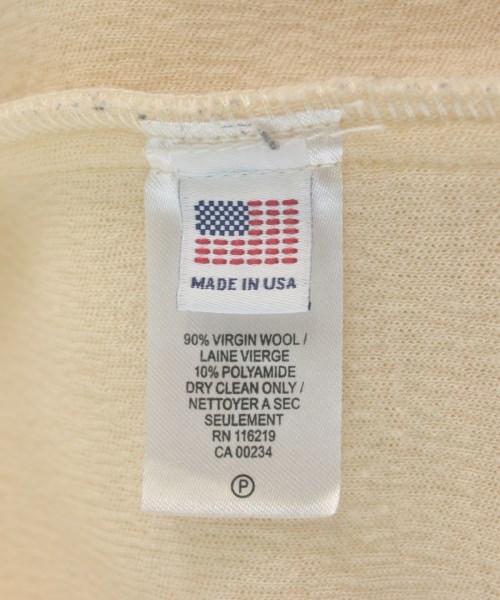 MADE IN USA
90% VIRGIN WOOL /
LAINE VIERGE
10% POLYAMIDE
DRY CLEAN ONLY /
NETTOYER A SEC
SEULEMENT
RN 116219
CA 00234
P